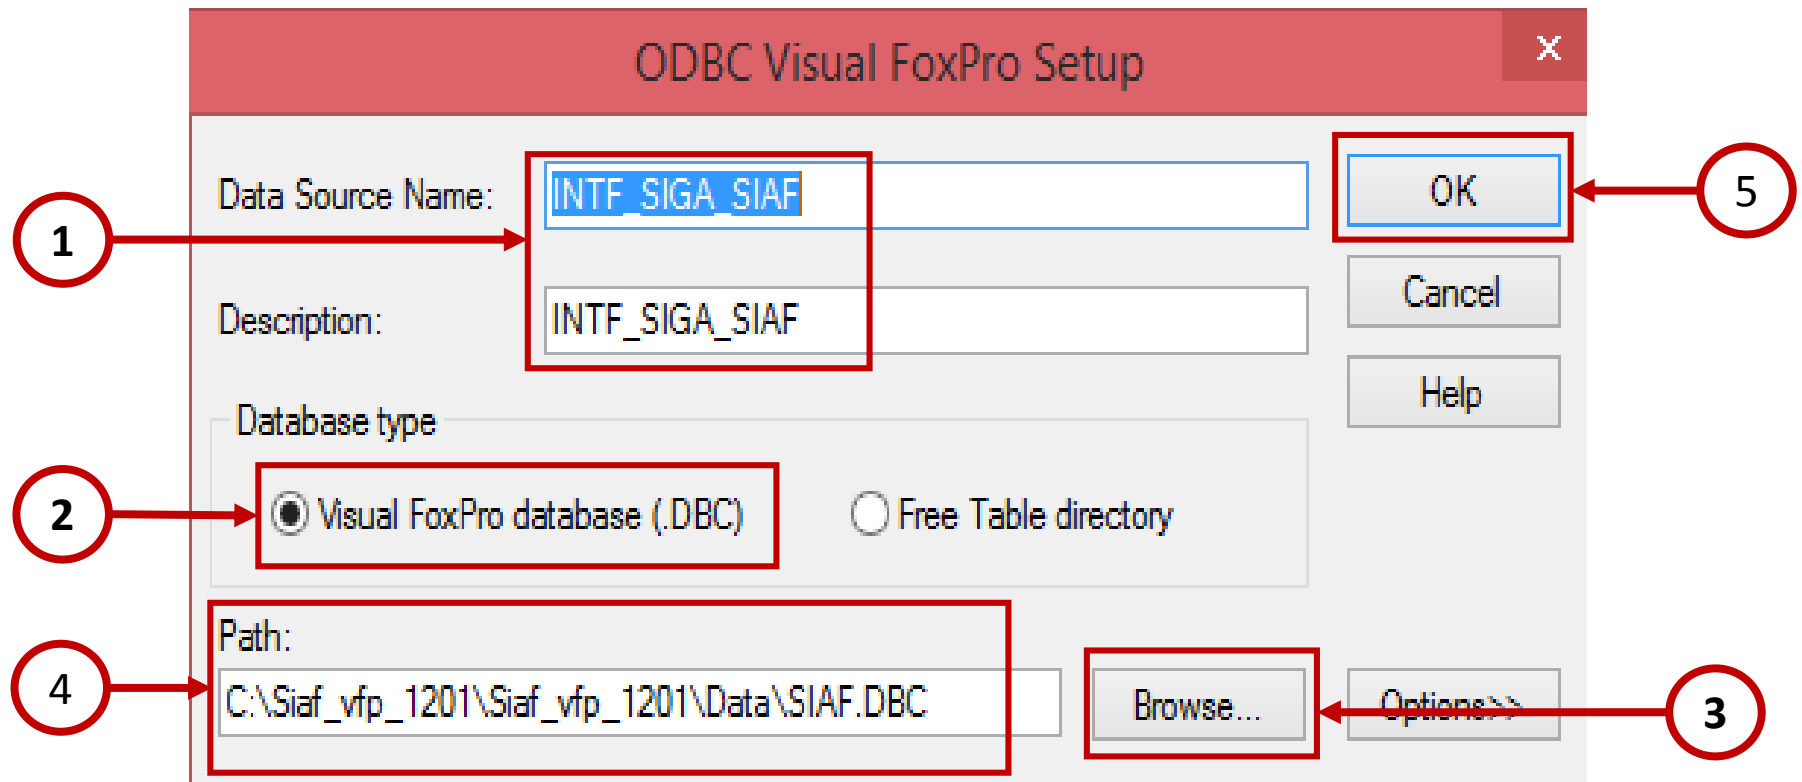 ODBC Visual FoxPro Setup
x
Data Source Name:
INTF_SIGA_SIAF
OK
5
1
Cancel
Description:
INTF_SIGA_SIAF
Help
Database type
2
Visual FoxPro database (.DBC)
Free Table directory
Path:
4
C:\Siaf_vfp_1201\Siaf_vfp_1201\Data\SIAF.DBC
Browse...
Options>>
3